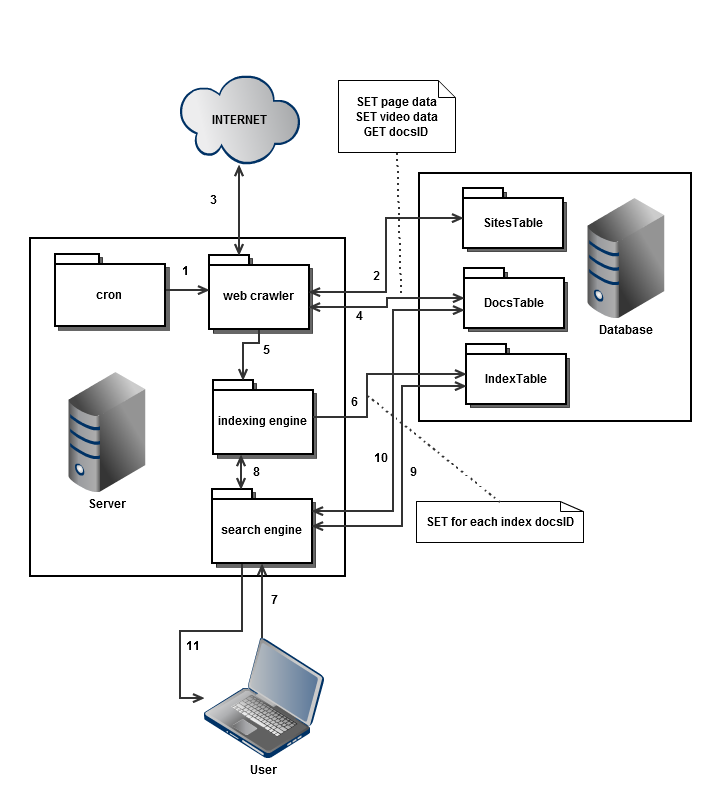 SET page data
SET video data
GET docsID
INTERNET
3
SitesTable
1
2
cron
web crawler
DocsTable
4
Database
5
IndexTable
6
indexing engine
10
8
9
Server
search engine
SET for each index docsID
7
11
User